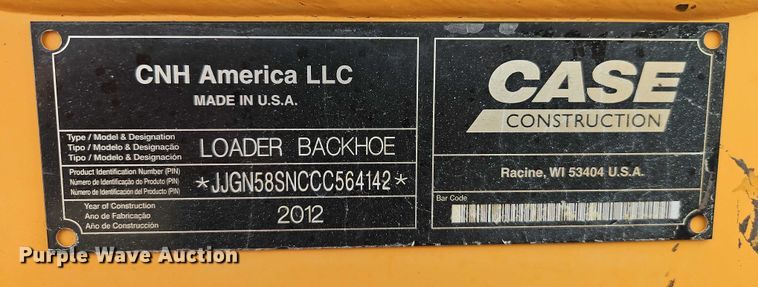 CNH America LLC
MADE IN U.S.A.
Type / Model & Designation
Tipo / Modelo & Designação
Tipo / Modelo & Designación
LOADER BACKHOE
Product Identification Number (PIN)
Número de Identificação do Produto (PIN)
Número de Identificacion del Producto (PIN)
*JJGN58SNCCC564142*
Year of Construction
Ano de Fabricação
Año de Construcción
2012
CASE
CONSTRUCTION
Racine, WI 53404 U.S.A.
Bar Code
Purple Wave Auction